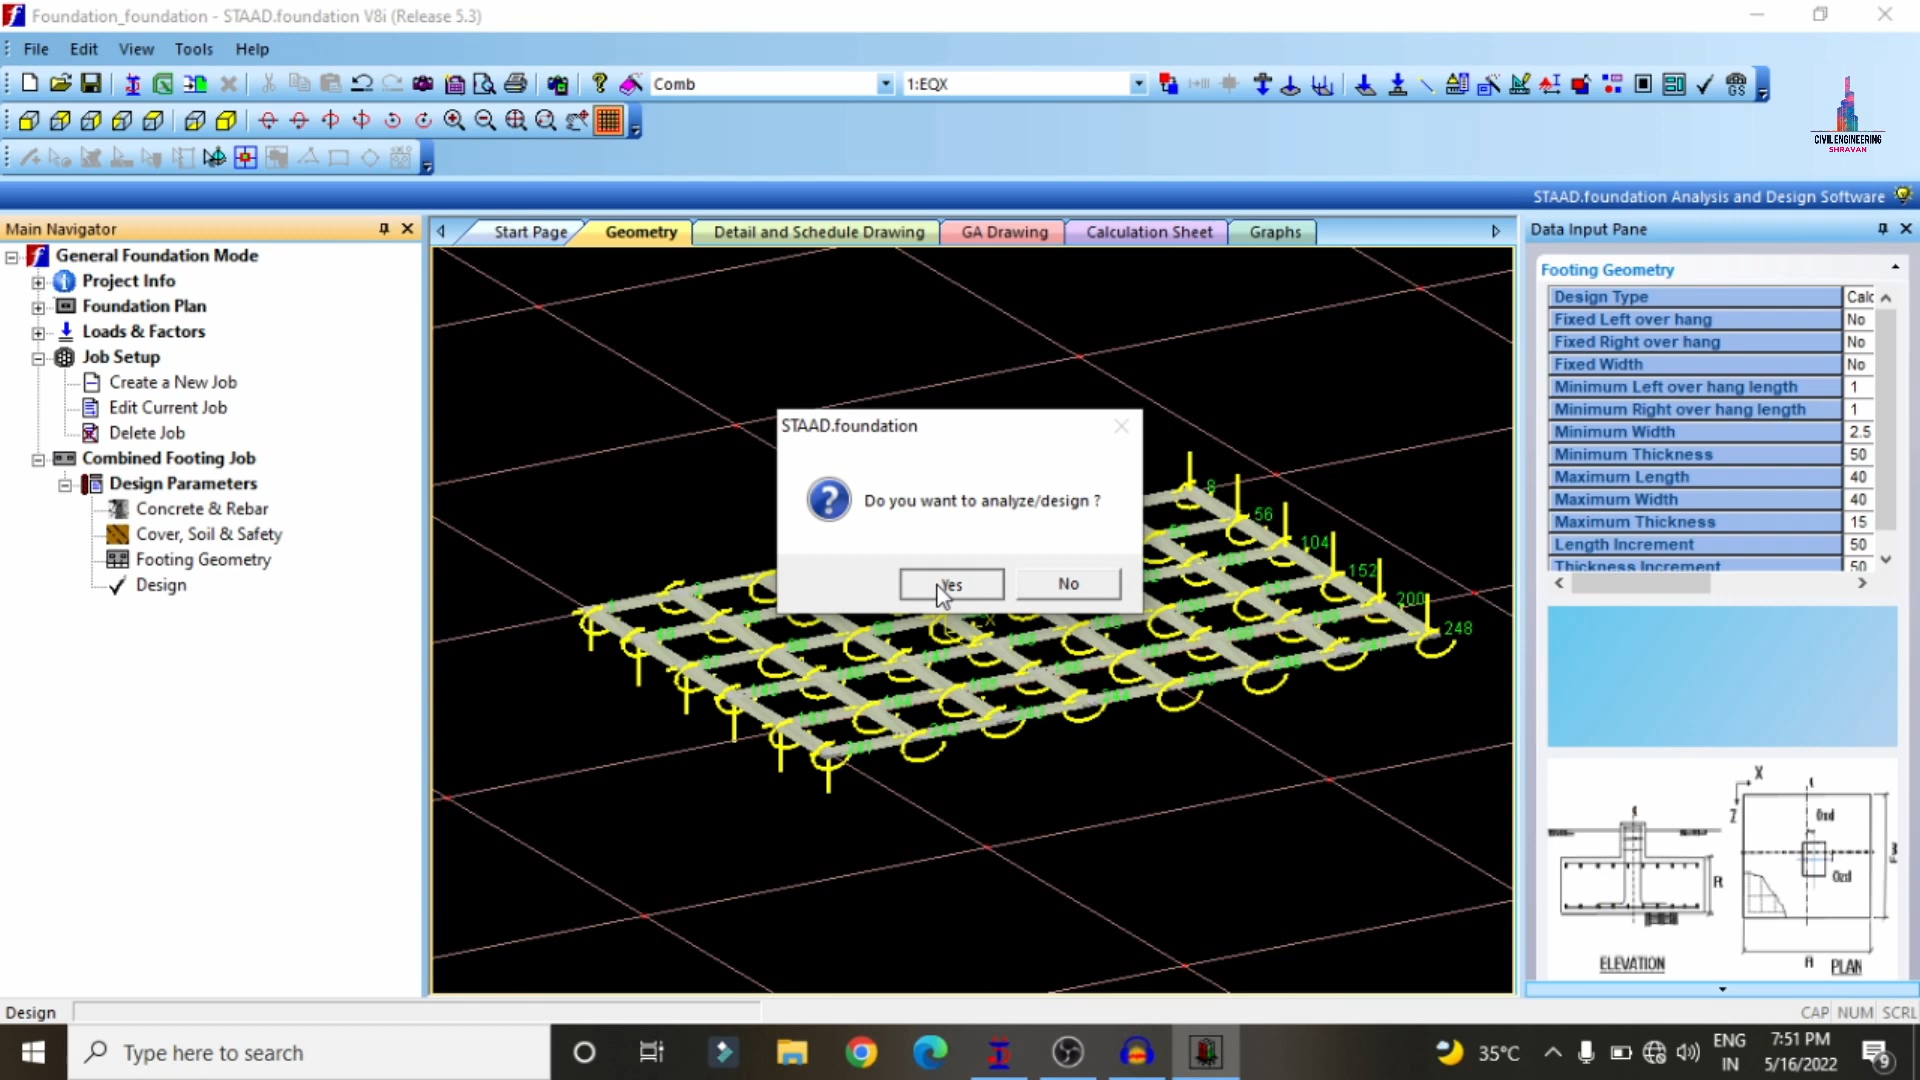 Foundation_foundation - STAAD.foundation V8i (Release 5.3)
File Edit View Tools Help
Comb 1:EQX
CIVIL ENGINEERING
SHRAVAN
STAAD.foundation Analysis and Design Software
Main Navigator
Start Page Geometry Detail and Schedule Drawing GA Drawing Calculation Sheet Graphs
Data Input Pane
General Foundation Mode
Project Info
Foundation Plan
Loads & Factors
Job Setup
Create a New Job
Edit Current Job
Delete Job
Combined Footing Job
Design Parameters
Concrete & Rebar
Cover, Soil & Safety
Footing Geometry
Design
STAAD.foundation
Do you want to analyze/design ?
Yes No
8
56
104
152
200
248
Footing Geometry
Design Type Calc
Fixed Left over hang No
Fixed Right over hang No
Fixed Width No
Minimum Left over hang length 1
Minimum Right over hang length 1
Minimum Width 2.5
Minimum Thickness 50
Maximum Length 40
Maximum Width 40
Maximum Thickness 15
Length Increment 50
Thickness Increment 50
X
Z
Oxd
Ozd
R
ELEVATION
PLAN
Design
CAP NUM SCRL
Type here to search
35°C
ENG
IN
7:51 PM
5/16/2022
9